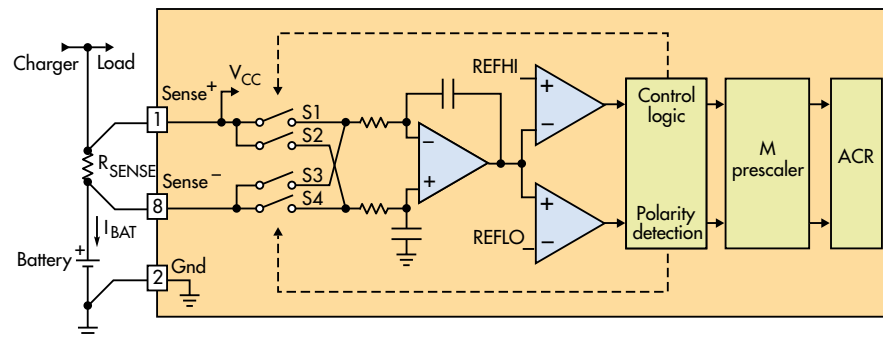 Charger
Load
Sense+
VCC
1
RSENSE
Sense−
8
IBAT
+
Battery
Gnd
2
S1
S2
S3
S4
−
+
REFHI
+
−
REFLO
+
−
Control
logic
Polarity
detection
M
prescaler
ACR